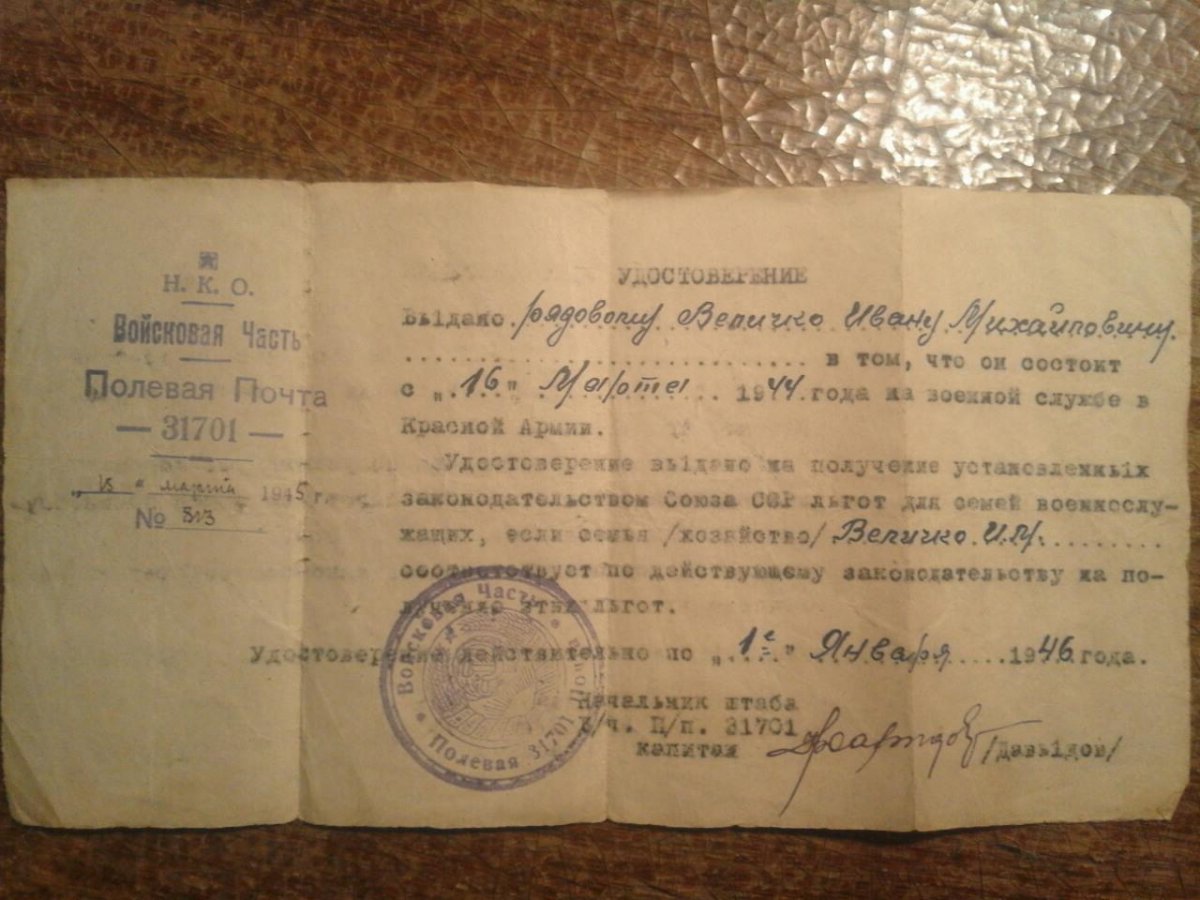 Н. К. О.
Войсковая Часть
Полевая Почта
— 31701 —
марта 1945 г.
№ 513
УДОСТОВЕРЕНИЕ
Выдано рядовому Величко Ивану Михайловичу
в том, что он состоит
с „16" Марта 1944 года на военной службе в
Красной Армии.
Удостоверение выдано на получение установленных
законодательством Союза ССР льгот для семей военнослу-
жащих, если семья /хозяйство/ Величко И.М.
соответствует по действующему законодательству на по-
лучение этих льгот.
Удостоверение действительно по „1е" Января 1946 года.
Начальник штаба
В/ч. П/п. 31701
капитан /Давыдов/
Войсковая Часть
Полевая Почта 31701